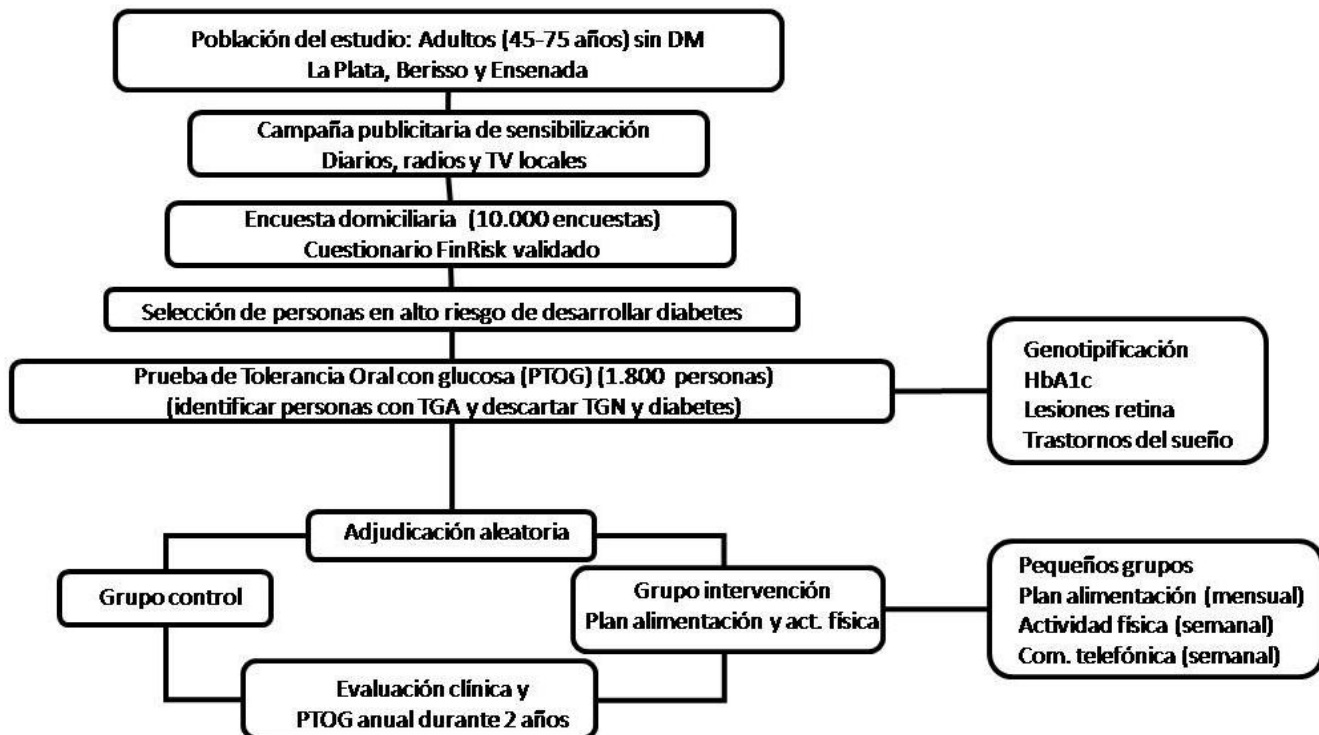 Población del estudio: Adultos (45-75 años) sin DM
La Plata, Berisso y Ensenada
Campaña publicitaria de sensibilización
Diarios, radios y TV locales
Encuesta domiciliaria (10.000 encuestas)
Cuestionario FinRisk validado
Selección de personas en alto riesgo de desarrollar diabetes
Prueba de Tolerancia Oral con glucosa (PTOG) (1.800 personas)
(identificar personas con TGA y descartar TGN y diabetes)
Genotipificación
HbA1c
Lesiones retina
Trastornos del sueño
Adjudicación aleatoria
Grupo control
Grupo intervención
Plan alimentación y act. física
Pequeños grupos
Plan alimentación (mensual)
Actividad física (semanal)
Com. telefónica (semanal)
Evaluación clínica y
PTOG anual durante 2 años